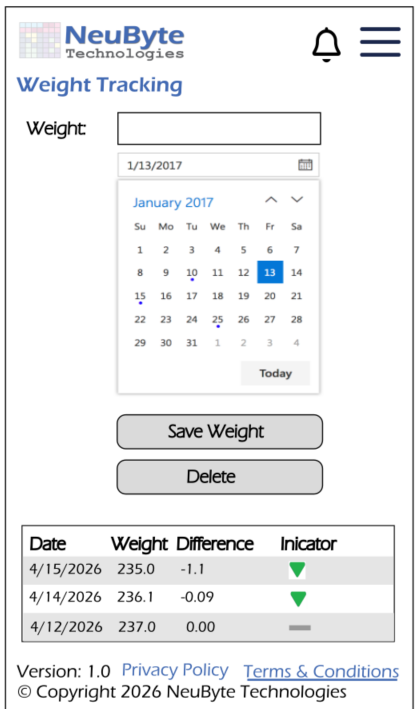 NeuByte
Technologies
Weight Tracking
Weight:
1/13/2017
January 2017
Su Mo Tu We Th Fr Sa
1 2 3 4 5 6 7
8 9 10 11 12 13 14
15 16 17 18 19 20 21
22 23 24 25 26 27 28
29 30 31 1 2 3 4
Today
Save Weight
Delete
Date Weight Difference Inicator
4/15/2026 235.0 -1.1
4/14/2026 236.1 -0.09
4/12/2026 237.0 0.00
Version: 1.0 Privacy Policy Terms & Conditions
© Copyright 2026 NeuByte Technologies